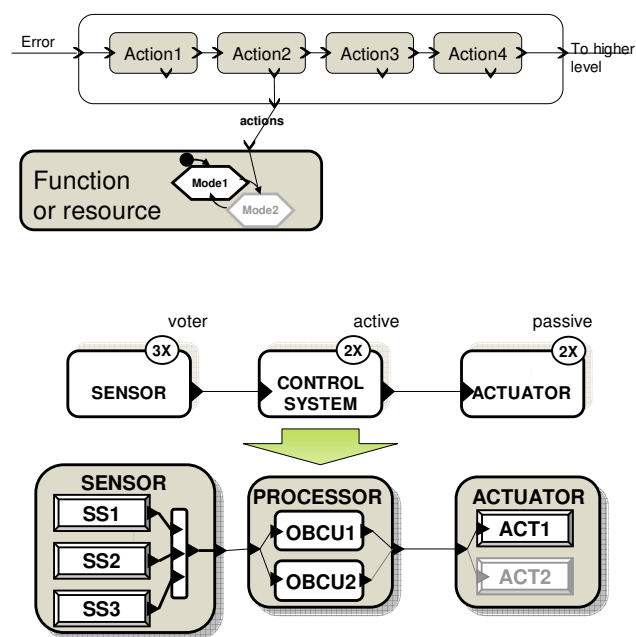 Error
Action1
Action2
Action3
Action4
To higher
level
actions
Function
or resource
Mode1
Mode2
voter
active
passive
3X
2X
2X
SENSOR
CONTROL
SYSTEM
ACTUATOR
SENSOR
PROCESSOR
ACTUATOR
SS1
SS2
SS3
OBCU1
OBCU2
ACT1
ACT2